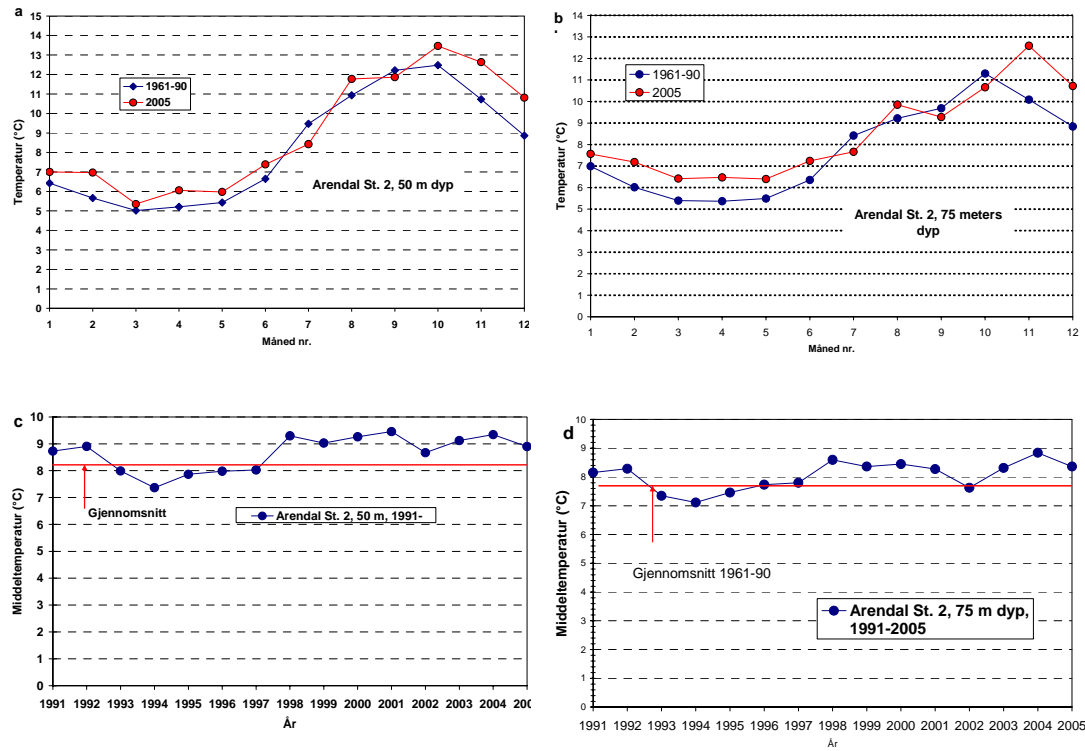 a
15
14
13
12
11
10
9
8
7
6
5
4
3
2
1
0
Temperatur (°C)
1961-90
2005
Arendal St. 2, 50 m dyp
1 2 3 4 5 6 7 8 9 10 11 12
Måned nr.
b
.
14
13
12
11
10
9
8
7
6
5
4
3
2
1
0
Temperatur (°C)
1961-90
2005
Arendal St. 2, 75 meters
dyp
1 2 3 4 5 6 7 8 9 10 11 12
Måned nr.
c
10
9
8
7
6
5
4
3
2
1
0
Middeltemperatur (°C)
Gjennomsnitt
Arendal St. 2, 50 m, 1991-
1991 1992 1993 1994 1995 1996 1997 1998 1999 2000 2001 2002 2003 2004 200
År
d
10
9
8
7
6
5
4
3
2
1
0
Middeltemperatur (°C)
Gjennomsnitt 1961-90
Arendal St. 2, 75 m dyp,
1991-2005
1991 1992 1993 1994 1995 1996 1997 1998 1999 2000 2001 2002 2003 2004 2005
År